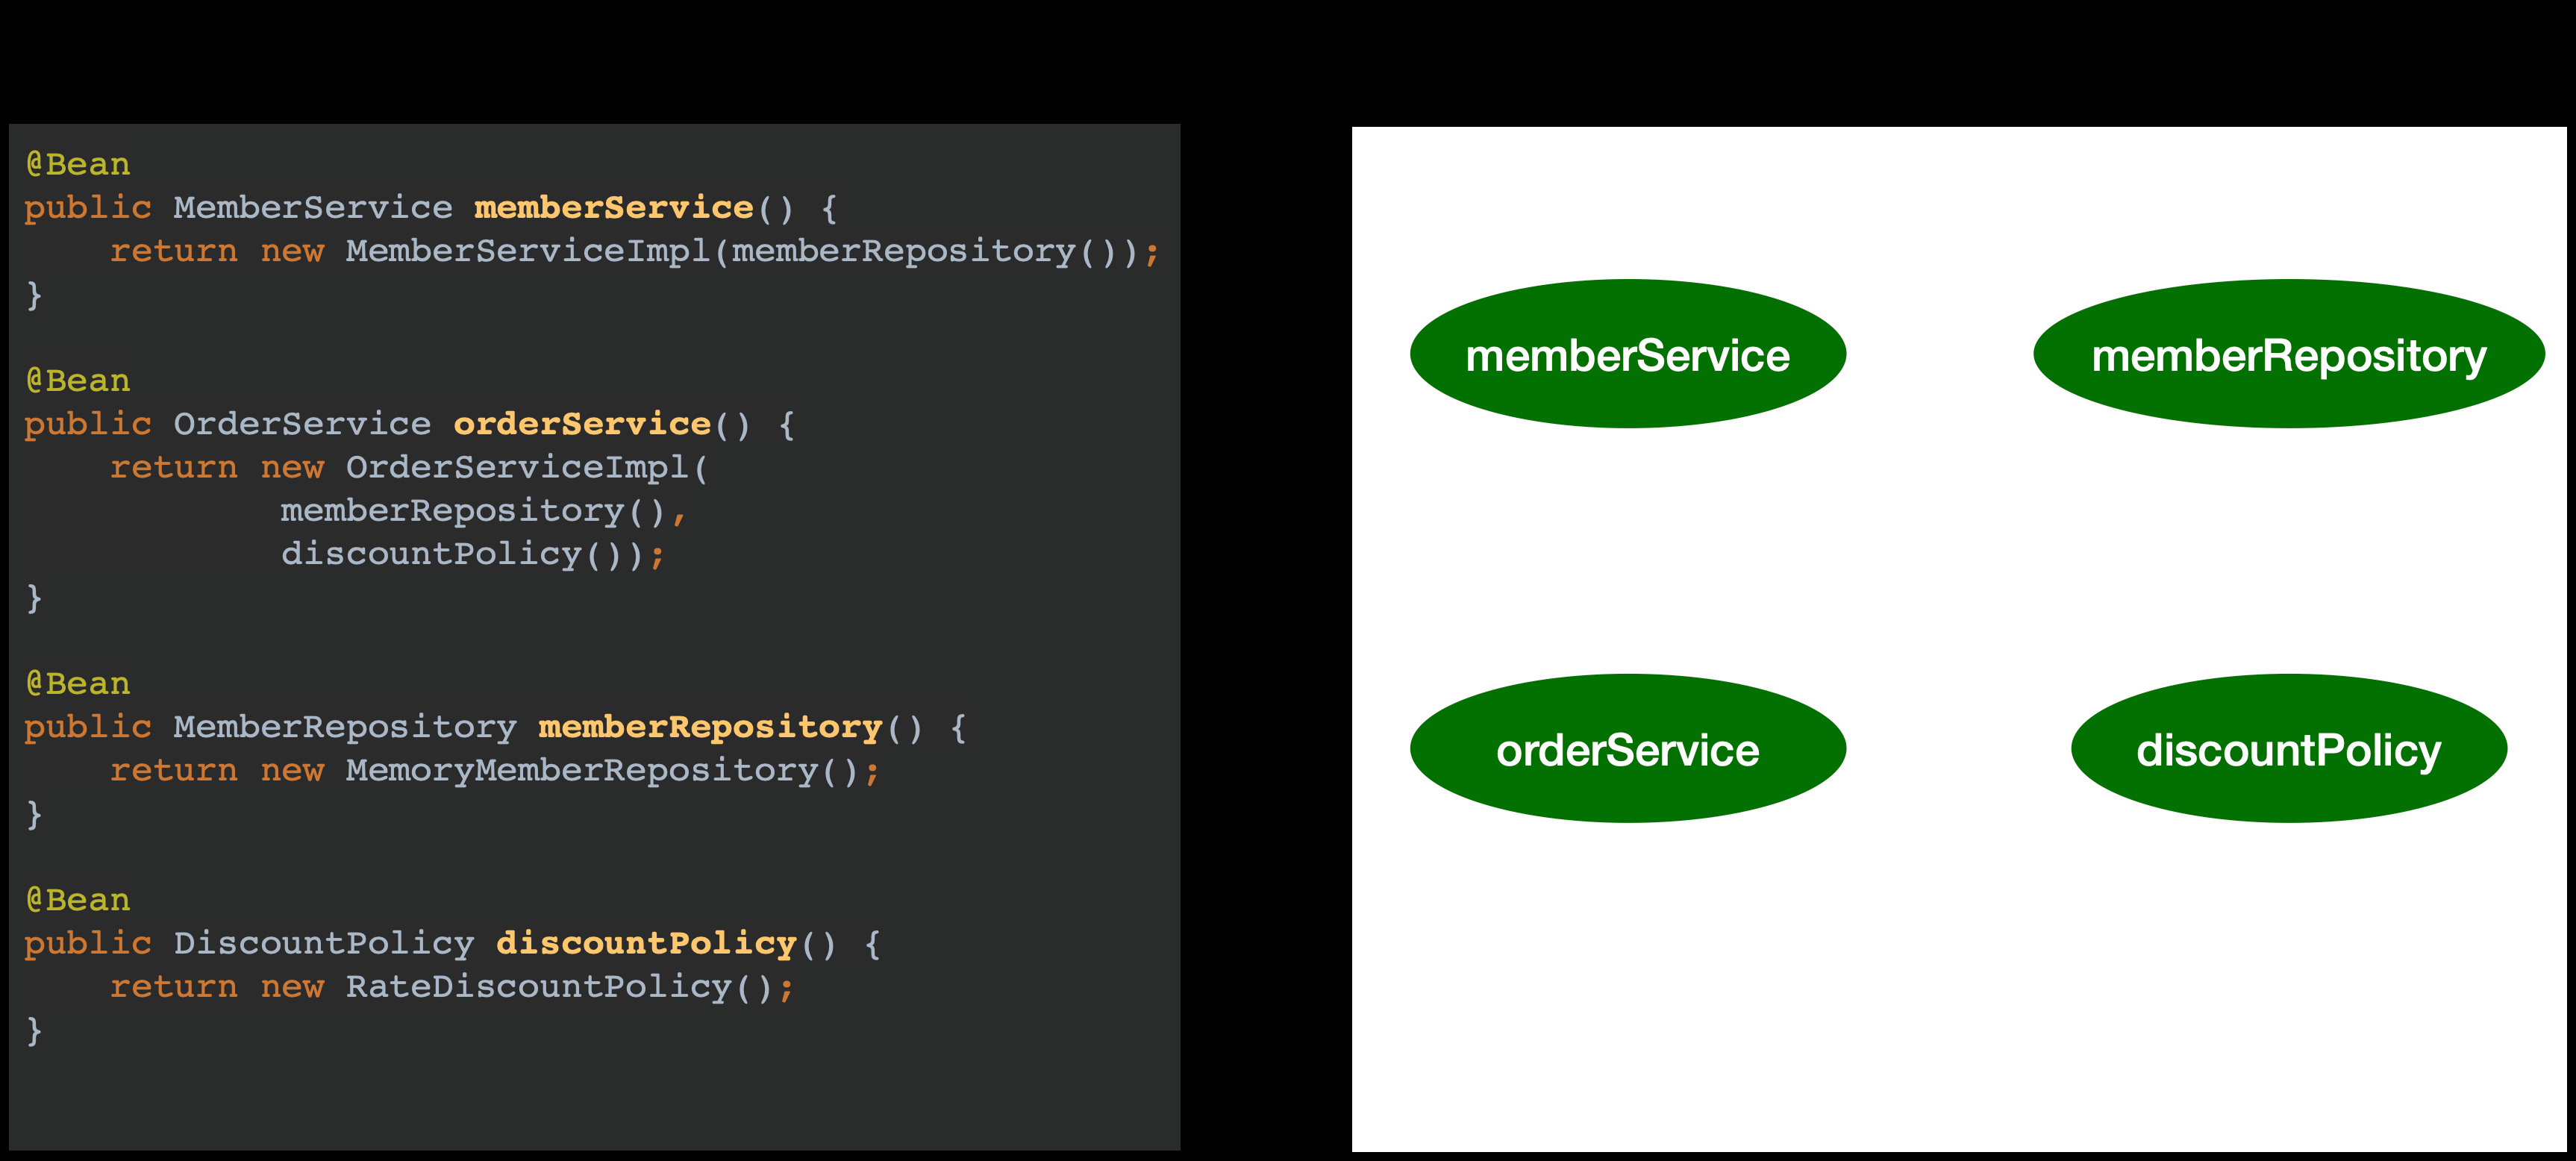 @Bean
public MemberService memberService() {
    return new MemberServiceImpl(memberRepository());
}
@Bean
public OrderService orderService() {
    return new OrderServiceImpl(
            memberRepository(),
            discountPolicy());
}
@Bean
public MemberRepository memberRepository() {
    return new MemoryMemberRepository();
}
@Bean
public DiscountPolicy discountPolicy() {
    return new RateDiscountPolicy();
}
memberService
memberRepository
orderService
discountPolicy